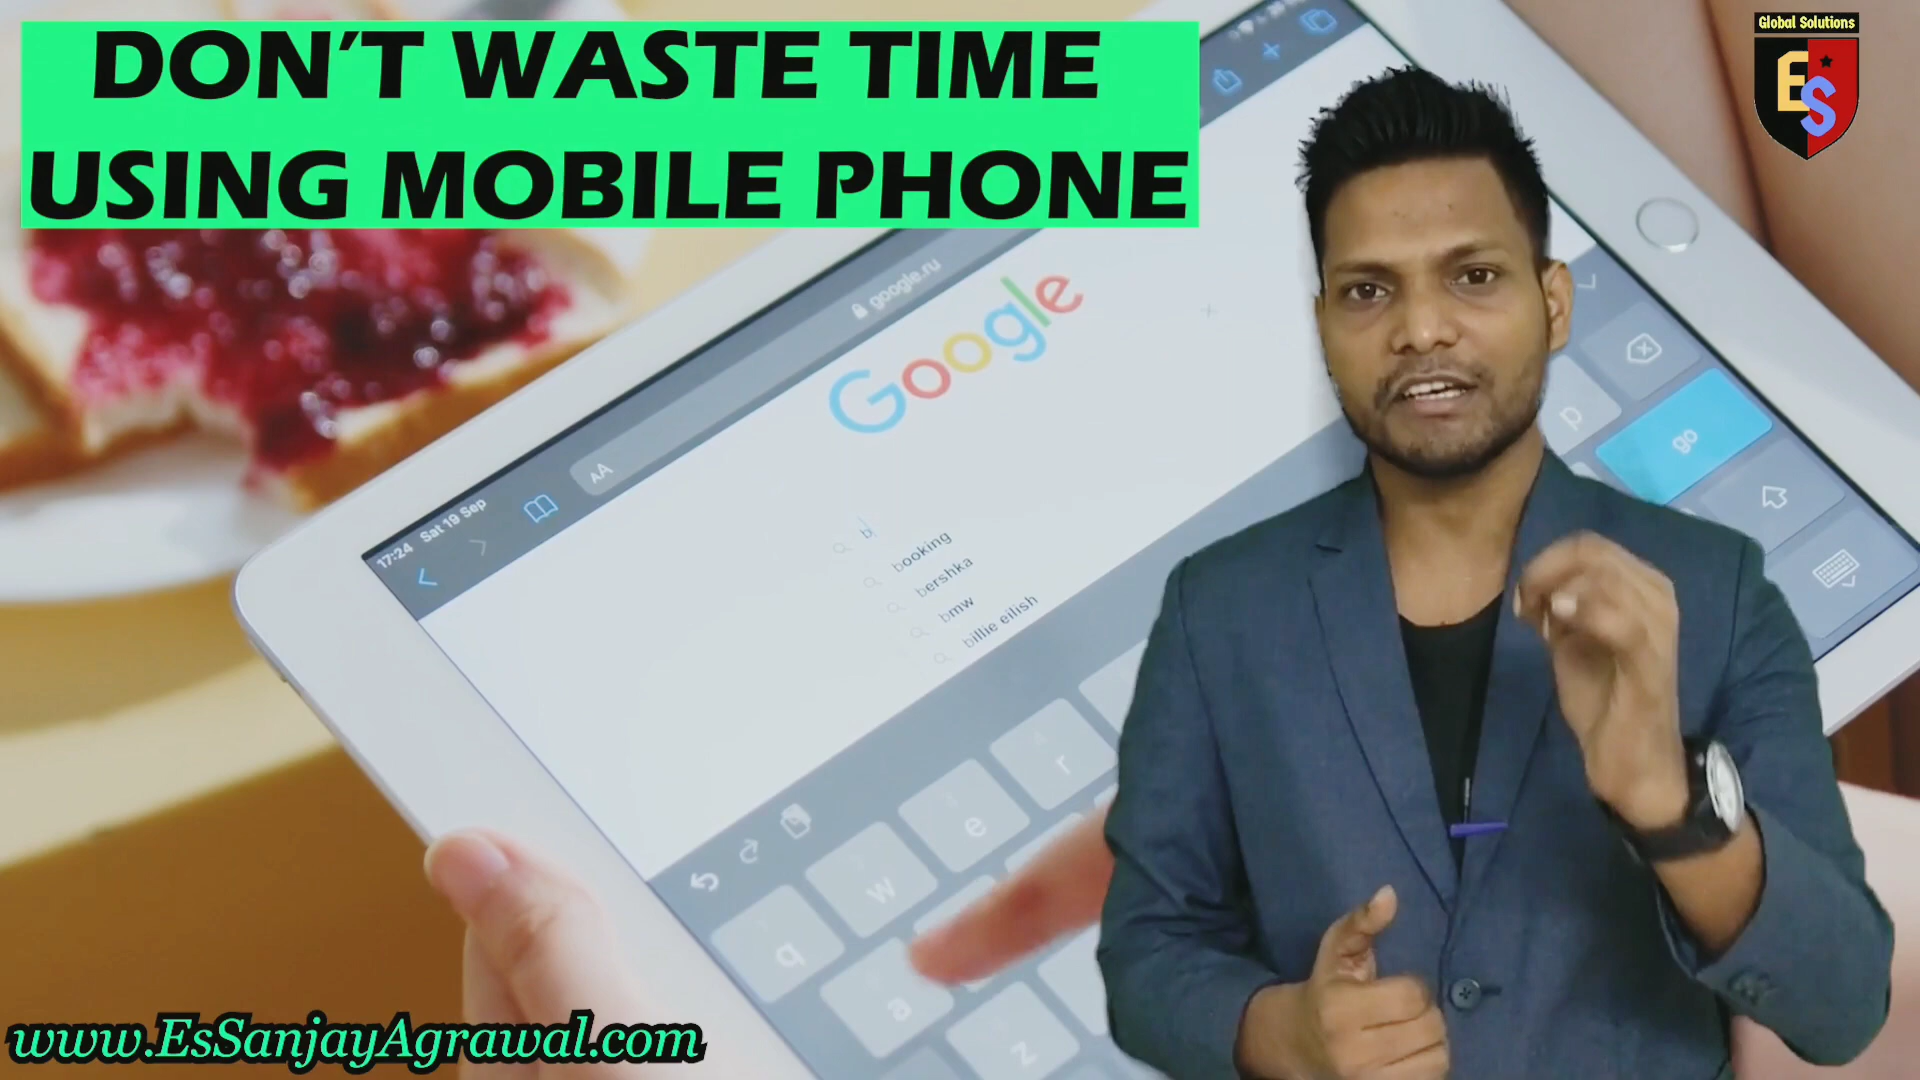 DON'T WASTE TIME
USING MOBILE PHONE
Global Solutions
ES
google.ru
Google
AA
17:24 Sat 19 Sep
b
booking
bershka
bmw
billie eilish
p
go
r
e
w
q
a
z
www.EsSanjayAgrawal.com